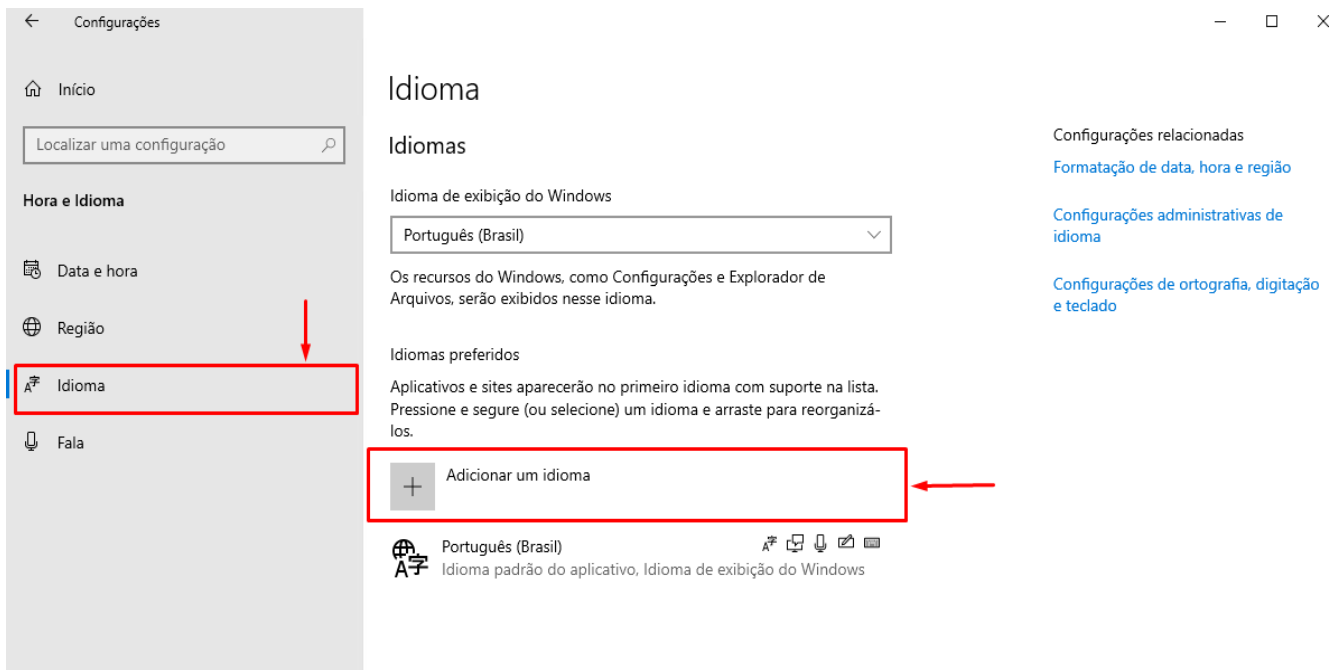 Configurações
Início
Localizar uma configuração
Hora e Idioma
Data e hora
Região
Idioma
Fala
Idioma
Idiomas
Idioma de exibição do Windows
Português (Brasil)
Os recursos do Windows, como Configurações e Explorador de
Arquivos, serão exibidos nesse idioma.
Idiomas preferidos
Aplicativos e sites aparecerão no primeiro idioma com suporte na lista.
Pressione e segure (ou selecione) um idioma e arraste para reorganizá-
los.
Adicionar um idioma
Português (Brasil)
Idioma padrão do aplicativo, Idioma de exibição do Windows
Configurações relacionadas
Formatação de data, hora e região
Configurações administrativas de
idioma
Configurações de ortografia, digitação
e teclado